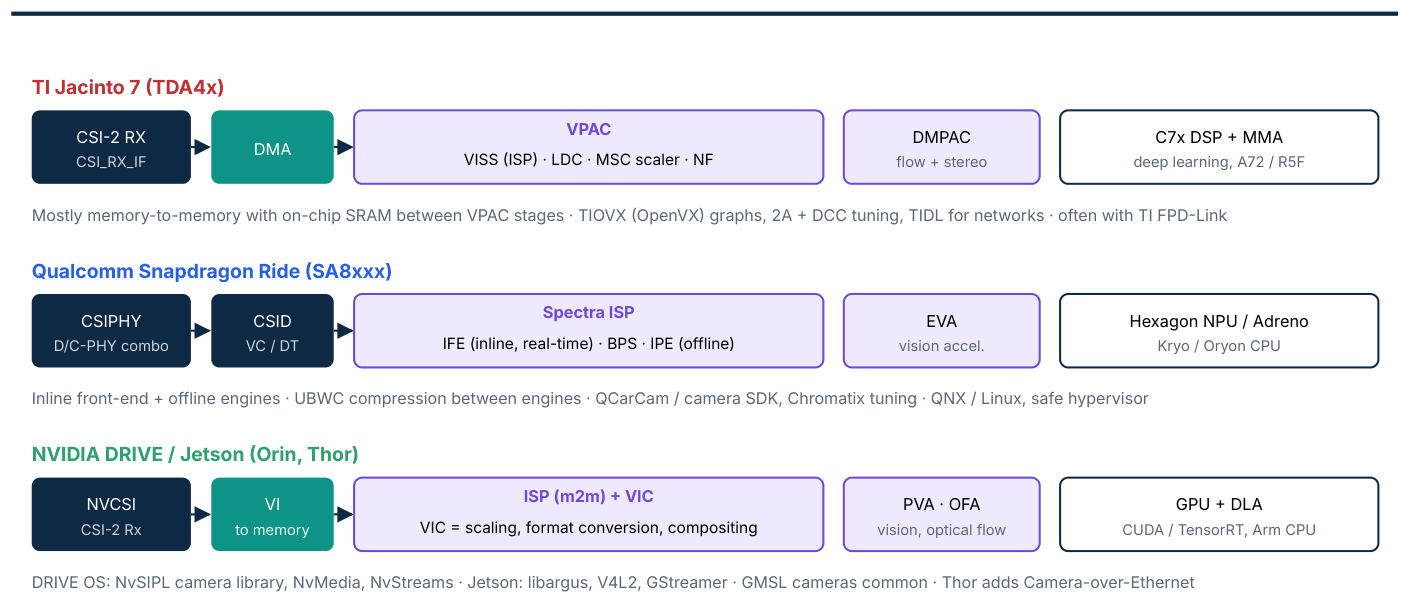 TI Jacinto 7 (TDA4x)
CSI-2 RX
CSI_RX_IF
DMA
VPAC
VISS (ISP) · LDC · MSC scaler · NF
DMPAC
flow + stereo
C7x DSP + MMA
deep learning, A72 / R5F
Mostly memory-to-memory with on-chip SRAM between VPAC stages · TIOVX (OpenVX) graphs, 2A + DCC tuning, TIDL for networks · often with TI FPD-Link
Qualcomm Snapdragon Ride (SA8xxx)
CSIPHY
D/C-PHY combo
CSID
VC / DT
Spectra ISP
IFE (inline, real-time) · BPS · IPE (offline)
EVA
vision accel.
Hexagon NPU / Adreno
Kryo / Oryon CPU
Inline front-end + offline engines · UBWC compression between engines · QCarCam / camera SDK, Chromatix tuning · QNX / Linux, safe hypervisor
NVIDIA DRIVE / Jetson (Orin, Thor)
NVCSI
CSI-2 Rx
VI
to memory
ISP (m2m) + VIC
VIC = scaling, format conversion, compositing
PVA · OFA
vision, optical flow
GPU + DLA
CUDA / TensorRT, Arm CPU
DRIVE OS: NvSIPL camera library, NvMedia, NvStreams · Jetson: libargus, V4L2, GStreamer · GMSL cameras common · Thor adds Camera-over-Ethernet